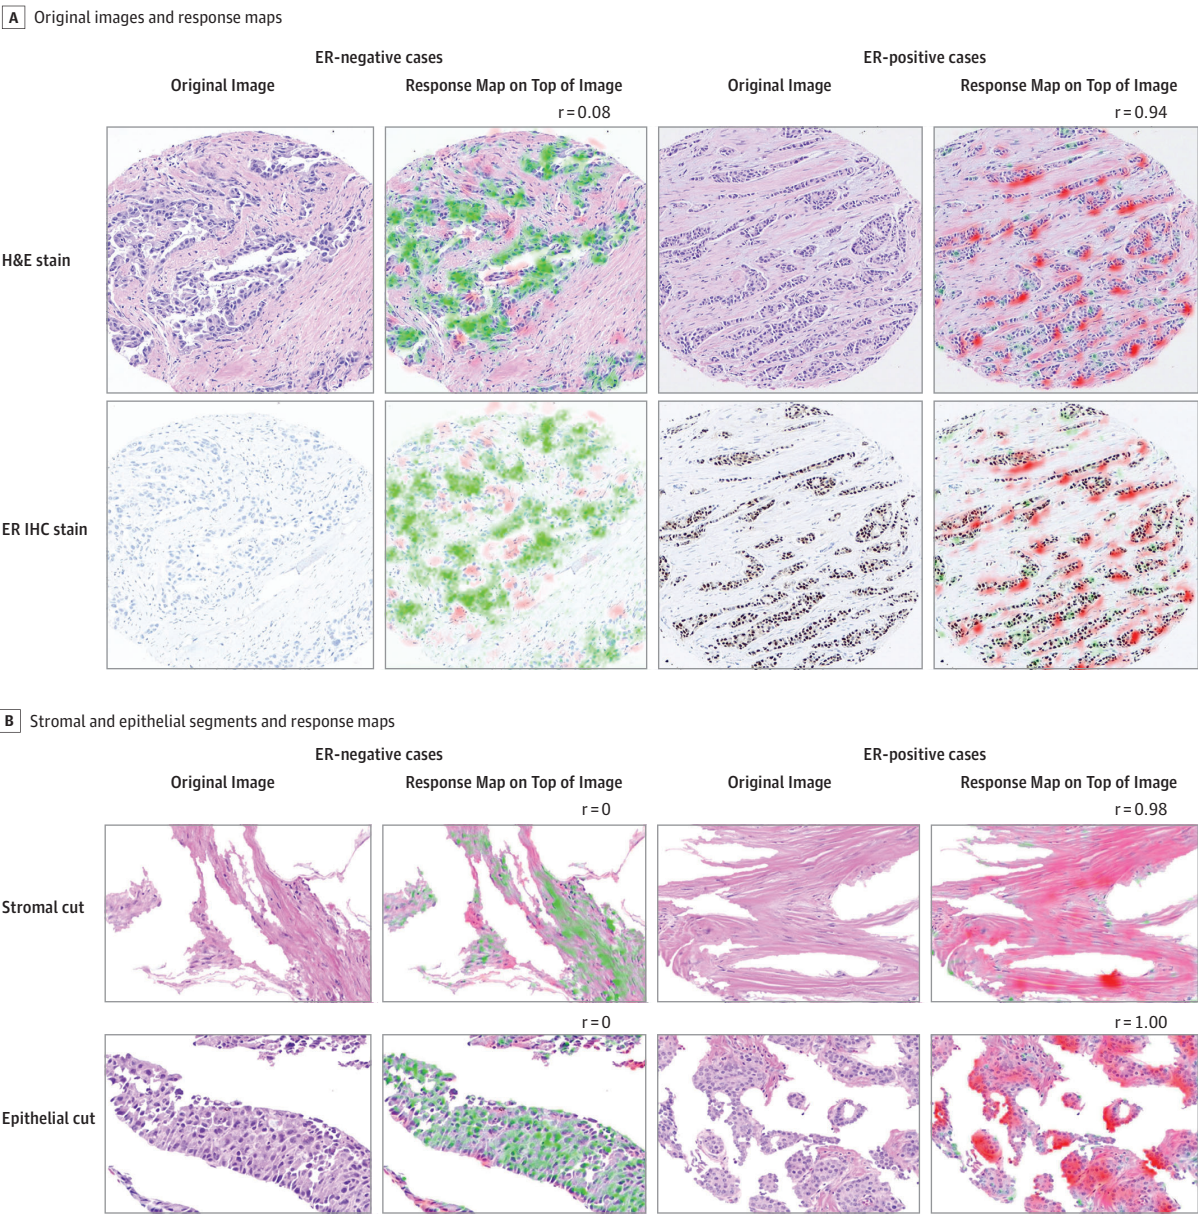 A Original images and response maps
ER-negative cases ER-positive cases
Original Image Response Map on Top of Image Original Image Response Map on Top of Image
r=0.08 r=0.94
H&E stain
ER IHC stain
B Stromal and epithelial segments and response maps
ER-negative cases ER-positive cases
Original Image Response Map on Top of Image Original Image Response Map on Top of Image
r=0 r=0.98
Stromal cut
r=0 r=1.00
Epithelial cut